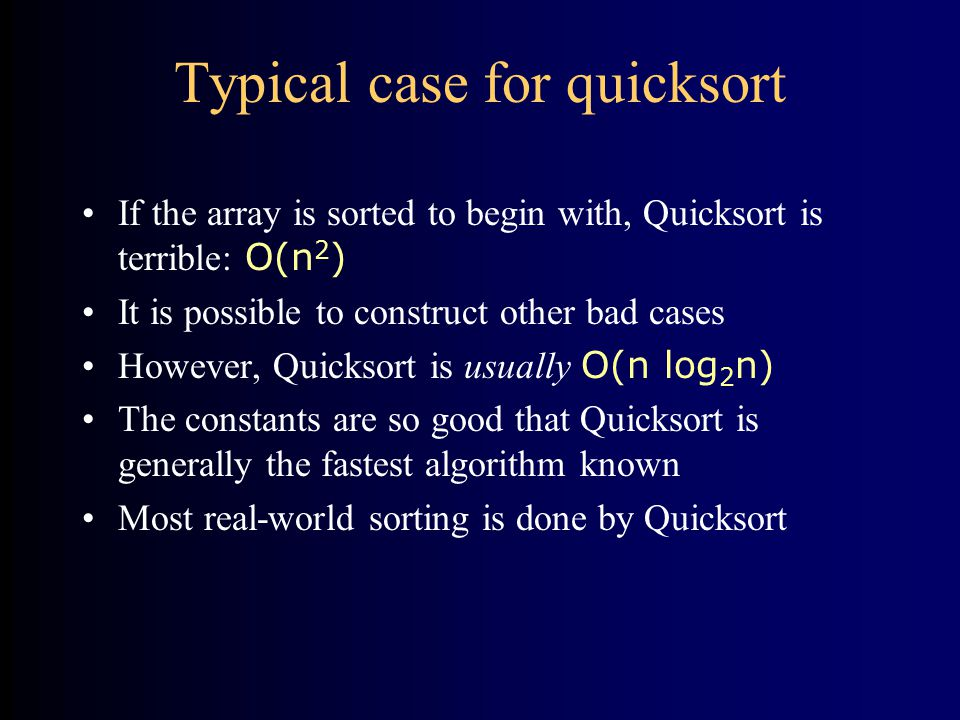 Typical case for quicksort
• If the array is sorted to begin with, Quicksort is
terrible: O(n²)
• It is possible to construct other bad cases
• However, Quicksort is usually O(n log₂n)
• The constants are so good that Quicksort is
generally the fastest algorithm known
• Most real-world sorting is done by Quicksort